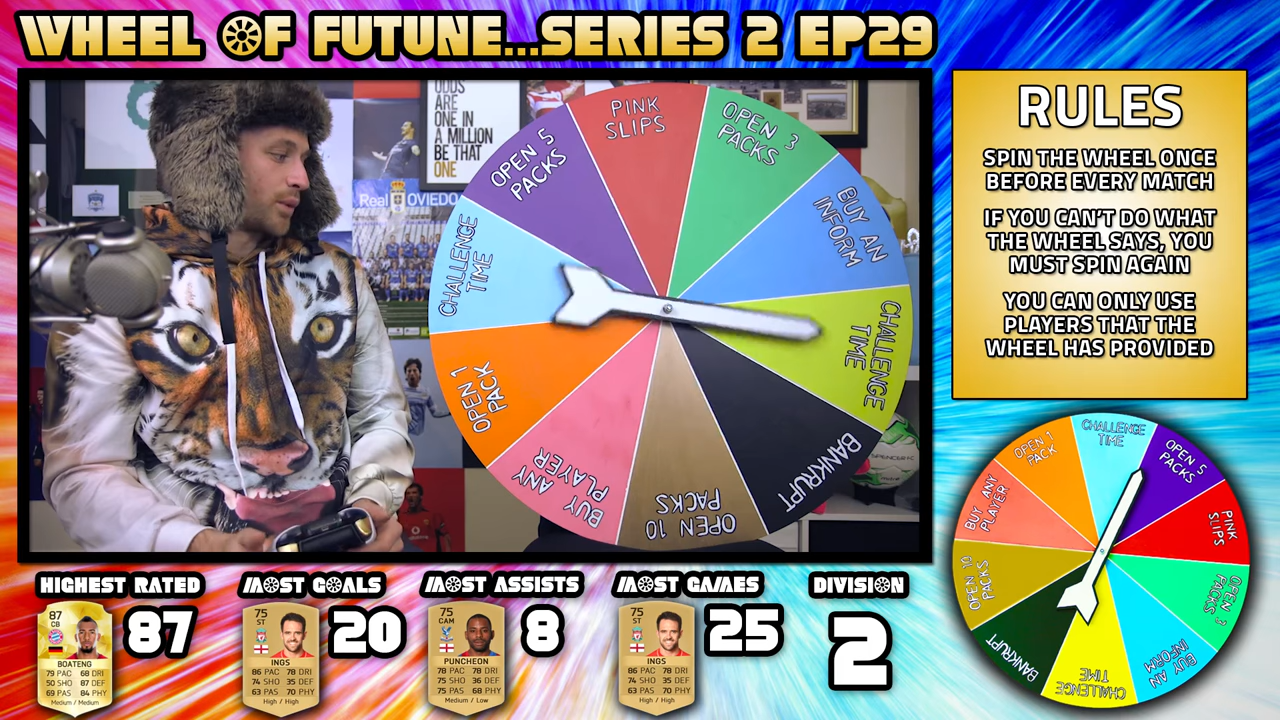 WHEEL OF FUTUNE...SERIES 2 EP29
ODDS
ARE
ONE IN
A MILLION
BE THAT
ONE
Real OVIEDO
PINK
SLIPS
OPEN 3
PACKS
BUY AN
INFORM
CHALLENGE
TIME
BANKRUPT
OPEN 10
PACKS
BUY ANY
PLAYER
OPEN 1
PACK
CHALLENGE
TIME
OPEN 5
PACKS
RULES
SPIN THE WHEEL ONCE
BEFORE EVERY MATCH
IF YOU CAN'T DO WHAT
THE WHEEL SAYS, YOU
MUST SPIN AGAIN
YOU CAN ONLY USE
PLAYERS THAT THE
WHEEL HAS PROVIDED
CHALLENGE
TIME
OPEN 5
PACKS
PINK
SLIPS
OPEN 3
PACKS
BUY AN
INFORM
CHALLENGE
TIME
BANKRUPT
OPEN 10
PACKS
BUY ANY
PLAYER
OPEN 1
PACK
HIGHEST RATED
87
87
CB
BOATENG
79 PAC 68 DRI
50 SHO 87 DEF
69 PAS 84 PHY
Medium / Medium
MOST GOALS
20
75
ST
INGS
86 PAC 78 DRI
74 SHO 35 DEF
63 PAS 70 PHY
High / High
MOST ASSISTS
8
75
CAM
PUNCHEON
78 PAC 78 DRI
75 SHO 36 DEF
75 PAS 68 PHY
Medium / Low
MOST GAMES
25
75
ST
INGS
86 PAC 78 DRI
74 SHO 35 DEF
63 PAS 70 PHY
High / High
DIVISION
2